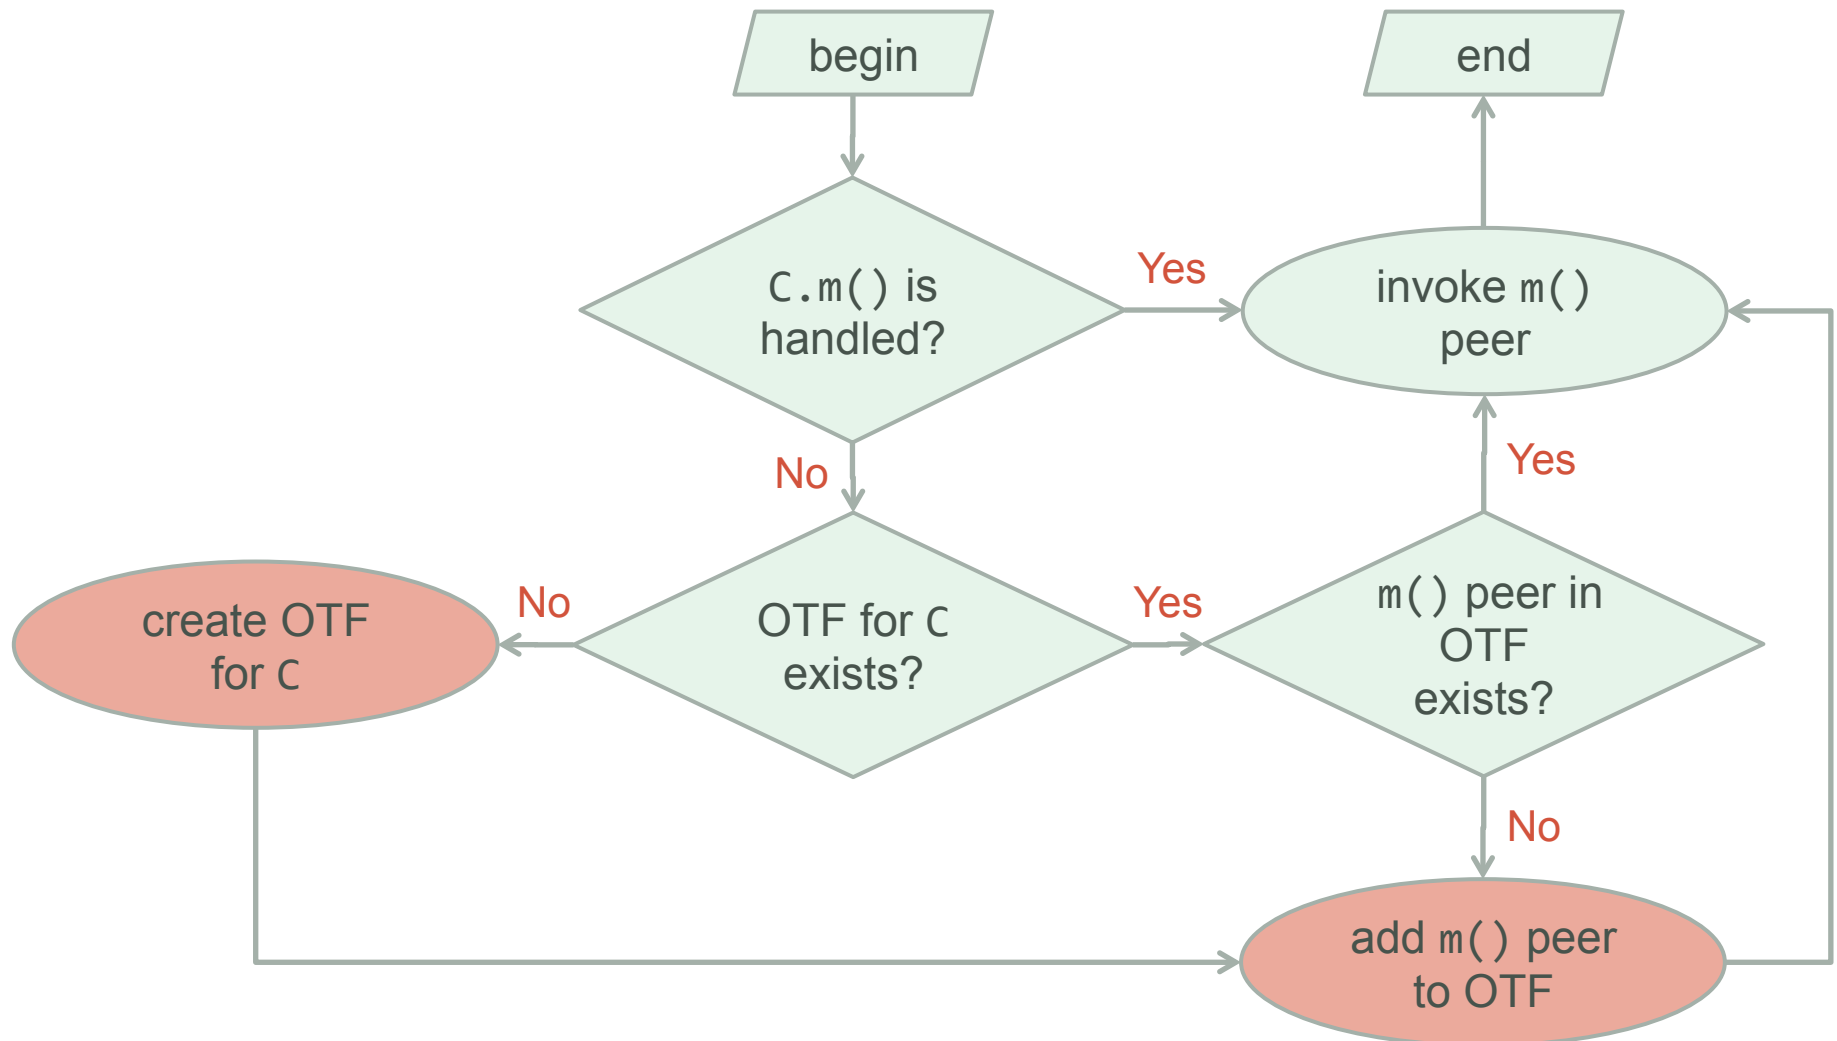 begin
end
C.m() is
handled?
Yes
invoke m()
peer
No
Yes
create OTF
for C
No
OTF for C
exists?
Yes
m() peer in
OTF
exists?
No
add m() peer
to OTF